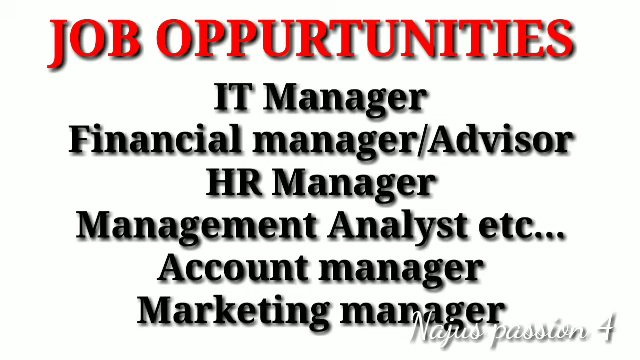 JOB OPPURTUNITIES
IT Manager
Financial manager/Advisor
HR Manager
Management Analyst etc...
Account manager
Marketing manager
Najus passion 4